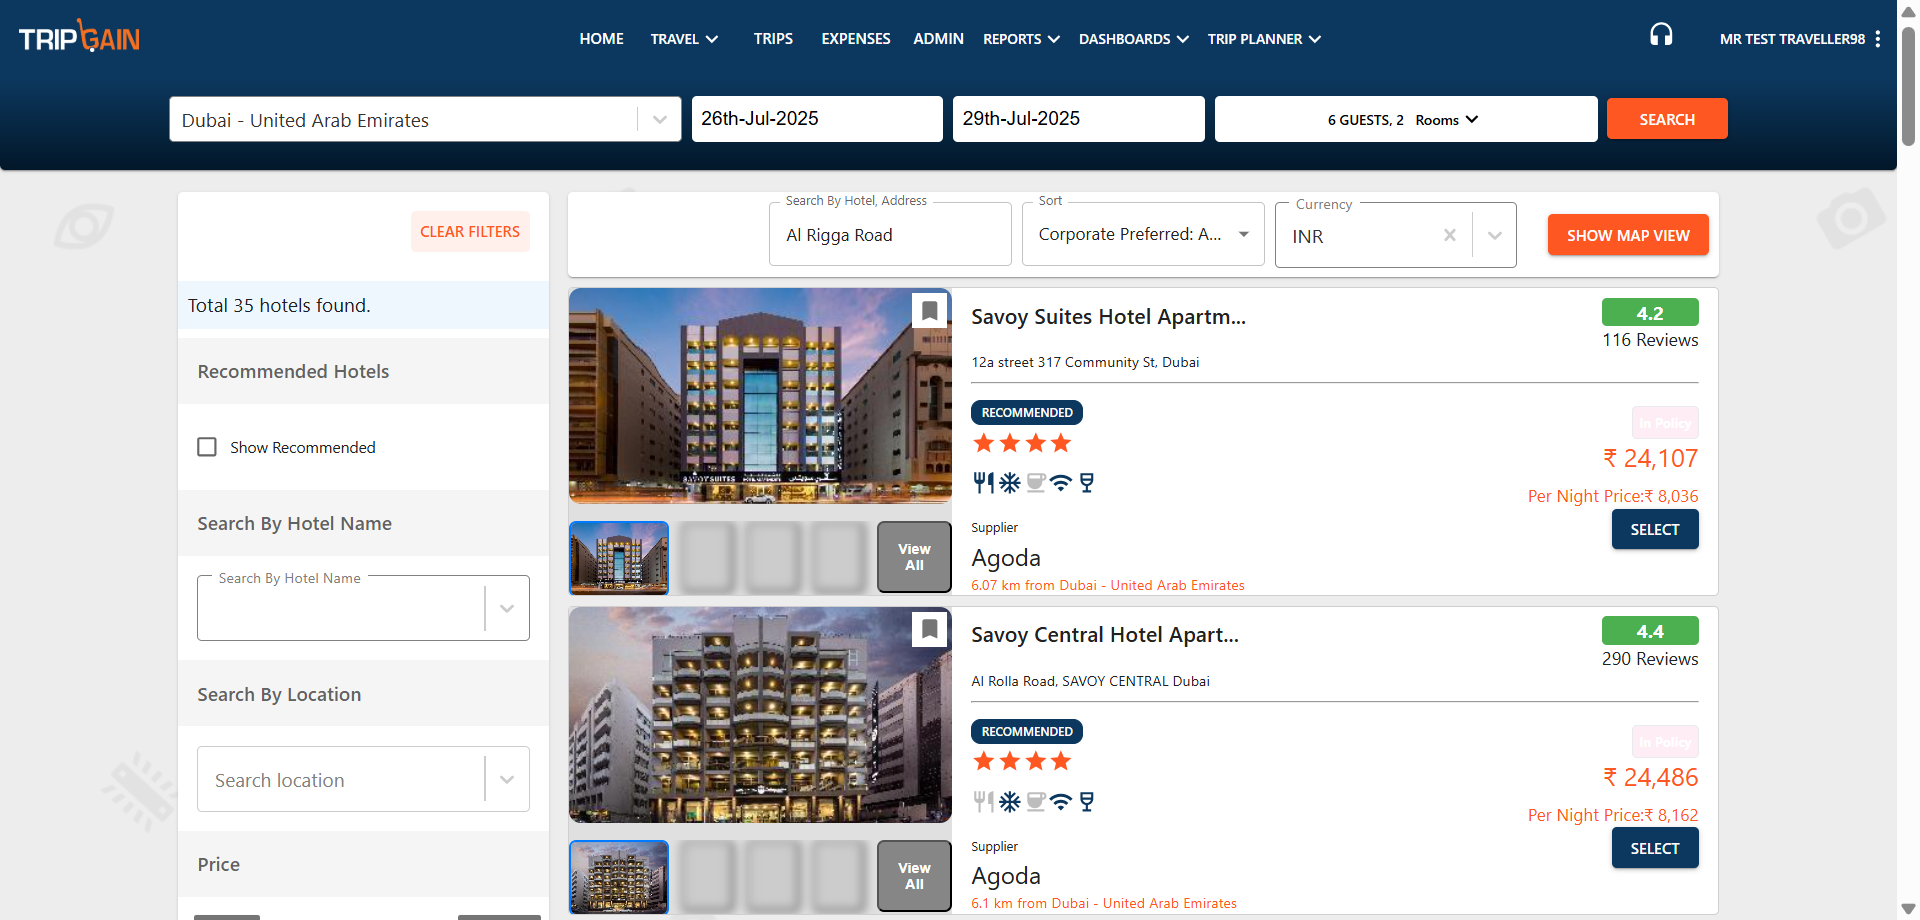 TRIPGAIN
HOME
TRAVEL
TRIPS
EXPENSES
ADMIN
REPORTS
DASHBOARDS
TRIP PLANNER
MR TEST TRAVELLER98
Dubai - United Arab Emirates
26th-Jul-2025
29th-Jul-2025
6 GUESTS, 2 Rooms
SEARCH
CLEAR FILTERS
Total 35 hotels found.
Recommended Hotels
Show Recommended
Search By Hotel Name
Search By Hotel Name
Search By Location
Search location
Price
Search By Hotel, Address
Al Rigga Road
Sort
Corporate Preferred: A...
Currency
INR
SHOW MAP VIEW
SAVOY SUITES
View
All
Savoy Suites Hotel Apartm...
4.2
116 Reviews
12a street 317 Community St, Dubai
RECOMMENDED
In Policy
₹ 24,107
Per Night Price:₹ 8,036
SELECT
Supplier
Agoda
6.07 km from Dubai - United Arab Emirates
View
All
Savoy Central Hotel Apart...
4.4
290 Reviews
Al Rolla Road, SAVOY CENTRAL Dubai
RECOMMENDED
In Policy
₹ 24,486
Per Night Price:₹ 8,162
SELECT
Supplier
Agoda
6.1 km from Dubai - United Arab Emirates